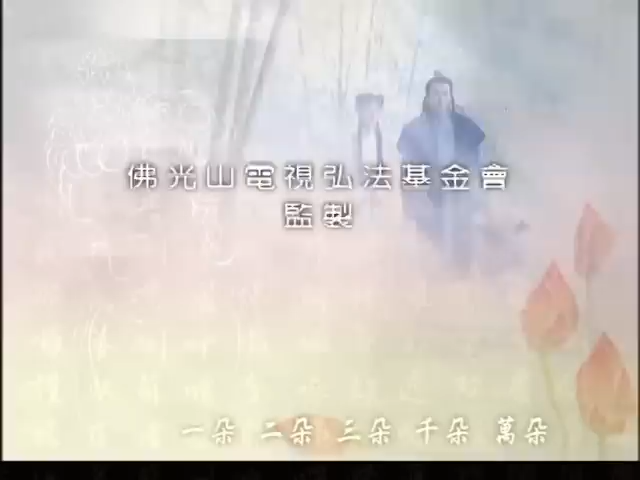 佛光山電視弘法基金會
監製
一朵 二朵 三朵 千朵 萬朵